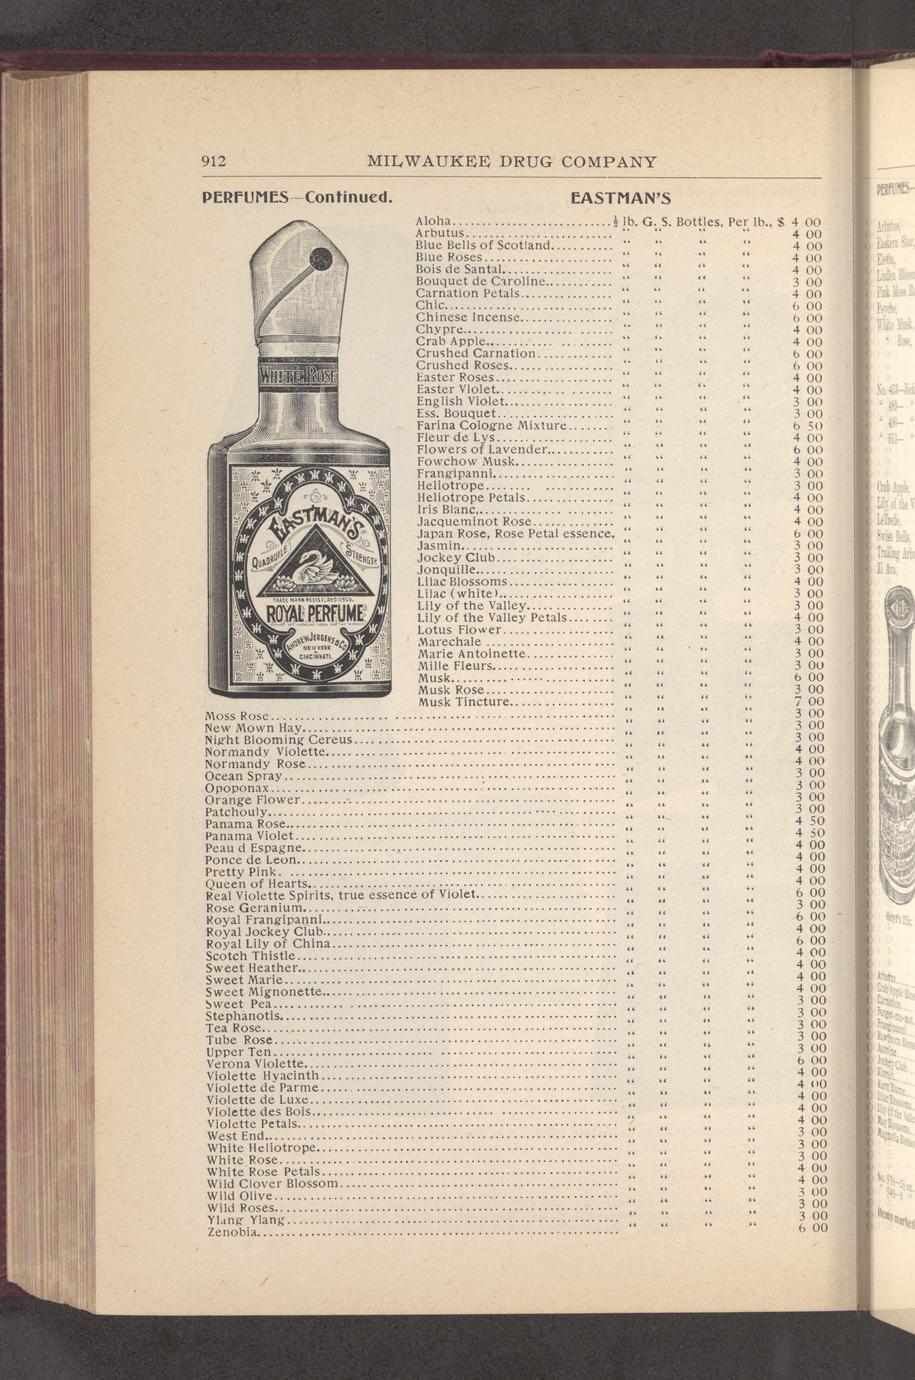 912
MILWAUKEE DRUG COMPANY
PERFUMES—Continued.
EASTMAN'S
WHITE ROSE
EASTMAN'S
QUADRUPLE STRENGTH
TRADE MARK REGISTERED
ROYAL PERFUME
ANDREW JERGENS & CO
NEW YORK
CINCINNATI.
Aloha..........................½ lb. G. S. Bottles, Per lb., $ 4 00
Arbutus........................ " " " " 4 00
Blue Bells of Scotland.......... " " " " 4 00
Blue Roses..................... " " " " 4 00
Bois de Santal.................. " " " " 4 00
Bouquet de Caroline............ " " " " 3 00
Carnation Petals................ " " " " 4 00
Chic............................ " " " " 6 00
Chinese Incense................ " " " " 6 00
Chypre......................... " " " " 4 00
Crab Apple..................... " " " " 4 00
Crushed Carnation............. " " " " 6 00
Crushed Roses.................. " " " " 6 00
Easter Roses.................... " " " " 4 00
Easter Violet................... " " " " 4 00
English Violet.................. " " " " 3 00
Ess. Bouquet................... " " " " 3 00
Farina Cologne Mixture....... " " " " 6 50
Fleur de Lys.................... " " " " 4 00
Flowers of Lavender........... " " " " 6 00
Fowchow Musk................ " " " " 4 00
Frangipanni.................... " " " " 3 00
Heliotrope...................... " " " " 3 00
Heliotrope Petals............... " " " " 4 00
Iris Blanc....................... " " " " 4 00
Jacqueminot Rose............. " " " " 4 00
Japan Rose, Rose Petal essence, " " " " 6 00
Jasmin.......................... " " " " 3 00
Jockey Club.................... " " " " 3 00
Jonquille....................... " " " " 3 00
Lilac Blossoms................. " " " " 4 00
Lilac (white)................... " " " " 3 00
Lily of the Valley............... " " " " 3 00
Lily of the Valley Petals....... " " " " 4 00
Lotus Flower................... " " " " 3 00
Marechale ..................... " " " " 4 00
Marie Antoinette............... " " " " 3 00
Mille Fleurs.................... " " " " 3 00
Musk........................... " " " " 6 00
Musk Rose..................... " " " " 3 00
Musk Tincture................. " " " " 7 00
Moss Rose.................... " " " " 3 00
New Mown Hay.............. " " " " 3 00
Night Blooming Cereus....... " " " " 3 00
Normandy Violette............ " " " " 4 00
Normandy Rose.............. " " " " 4 00
Ocean Spray.................. " " " " 3 00
Opoponax..................... " " " " 3 00
Orange Flower................ " " " " 3 00
Patchouly..................... " " " " 3 00
Panama Rose................. " " " " 4 50
Panama Violet................ " " " " 4 50
Peau d Espagne............... " " " " 4 00
Ponce de Leon................ " " " " 4 00
Pretty Pink.................... " " " " 4 00
Queen of Hearts............... " " " " 4 00
Real Violette Spirits, true essence of Violet.......... " " " " 6 00
Rose Geranium................ " " " " 3 00
Royal Frangipanni............. " " " " 6 00
Royal Jockey Club............. " " " " 4 00
Royal Lily of China............ " " " " 6 00
Scotch Thistle................. " " " " 4 00
Sweet Heather................. " " " " 4 00
Sweet Marie................... " " " " 4 00
Sweet Mignonette............. " " " " 4 00
Sweet Pea..................... " " " " 3 00
Stephanotis.................... " " " " 3 00
Tea Rose...................... " " " " 3 00
Tube Rose..................... " " " " 3 00
Upper Ten..................... " " " " 3 00
Verona Violette................ " " " " 6 00
Violette Hyacinth.............. " " " " 4 00
Violette de Parme.............. " " " " 4 00
Violette de Luxe............... " " " " 4 00
Violette des Bois............... " " " " 4 00
Violette Petals.................. " " " " 4 00
West End...................... " " " " 3 00
White Heliotrope.............. " " " " 3 00
White Rose.................... " " " " 3 00
White Rose Petals............. " " " " 4 00
Wild Clover Blossom.......... " " " " 4 00
Wild Olive..................... " " " " 3 00
Wild Roses.................... " " " " 3 00
Ylang Ylang................... " " " " 3 00
Zenobia........................ " " " " 6 00